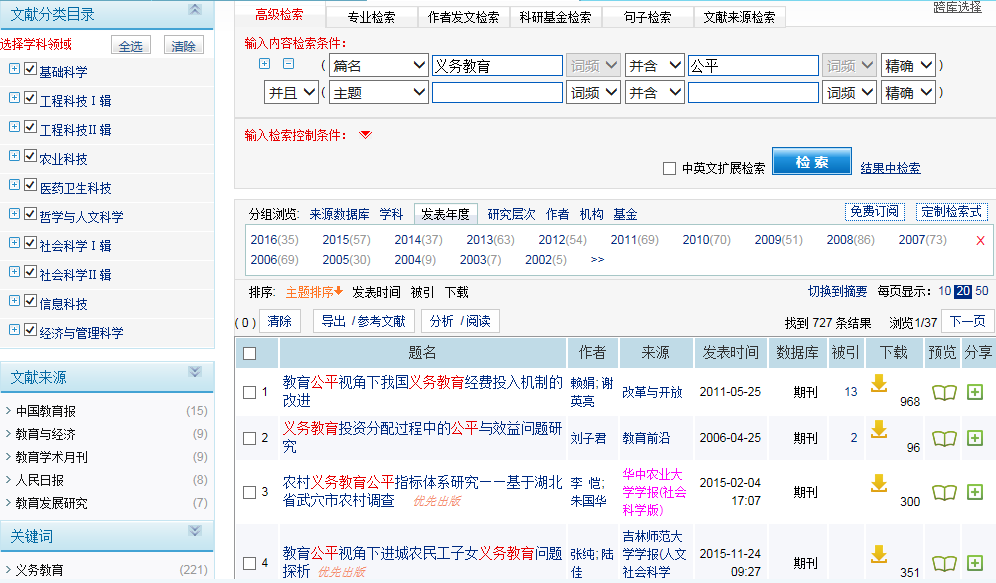 文献分类目录
选择学科领域 全选 清除
基础科学
工程科技 I 辑
工程科技II 辑
农业科技
医药卫生科技
哲学与人文科学
社会科学 I 辑
社会科学II 辑
信息科技
经济与管理科学
文献来源
中国教育报 (15)
教育与经济 (9)
教育学术月刊 (9)
人民日报 (8)
教育发展研究 (7)
关键词
义务教育 (221)
高级检索 专业检索 作者发文检索 科研基金检索 句子检索 文献来源检索 跨库选择
输入内容检索条件：
( 篇名 义务教育 词频 并含 公平 词频 精确 )
并且 ( 主题 词频 并含 词频 精确 )
输入检索控制条件：
中英文扩展检索 检 索 结果中检索
分组浏览: 来源数据库 学科 发表年度 研究层次 作者 机构 基金 免费订阅 定制检索式
2016(35) 2015(57) 2014(37) 2013(63) 2012(54) 2011(69) 2010(70) 2009(51) 2008(86) 2007(73) X
2006(69) 2005(30) 2004(9) 2003(7) 2002(5) >>
排序: 主题排序 发表时间 被引 下载 切换到摘要 每页显示: 10 20 50
(0) 清除 导出 /参考文献 分析 /阅读 找到 727 条结果 浏览1/37 下一页
题名 作者 来源 发表时间 数据库 被引 下载 预览 分享
1 教育公平视角下我国义务教育经费投入机制的
改进
赖娟; 谢
英亮
改革与开放 2011-05-25 期刊 13 968
2 义务教育投资分配过程中的公平与效益问题研
究
刘子君 教育前沿 2006-04-25 期刊 2 96
3 农村义务教育公平指标体系研究——基于湖北
省武穴市农村调查 优先出版
李 恺;
朱国华
华中农业大
学学报(社会
科学版)
2015-02-04
17:07
期刊 300
4 教育公平视角下进城农民工子女义务教育问题
探析 优先出版
张纯; 陆
佳
吉林师范大
学学报(人文
社会科学
2015-11-24
09:27
期刊 351